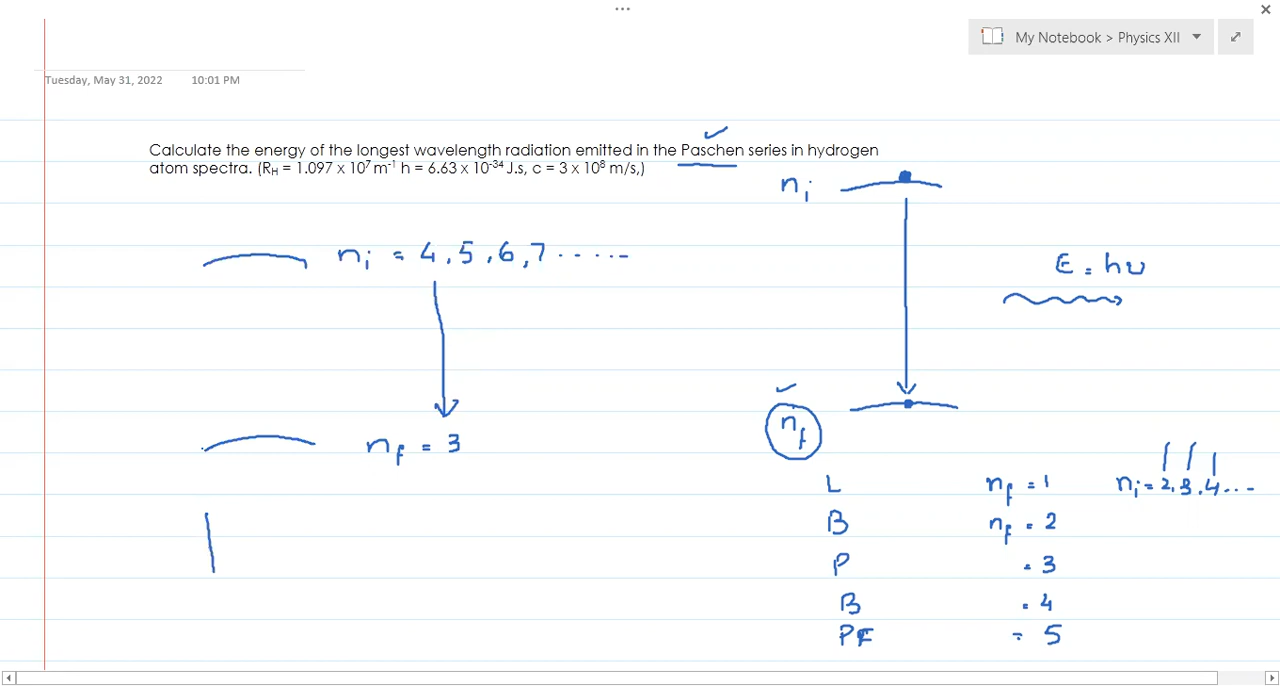 My Notebook > Physics XII
Tuesday, May 31, 2022 10:01 PM
Calculate the energy of the longest wavelength radiation emitted in the Paschen series in hydrogen
atom spectra. (RH = 1.097 x 10⁷ m⁻¹ h = 6.63 x 10⁻³⁴ J.s, c = 3 x 10⁸ m/s,)
nᵢ
nᵢ = 4, 5, 6, 7 ......
E = hυ
n_f = 3
n_f
L n_f = 1 nᵢ = 2, 3, 4 ...
B n_f = 2
P = 3
B = 4
PF = 5